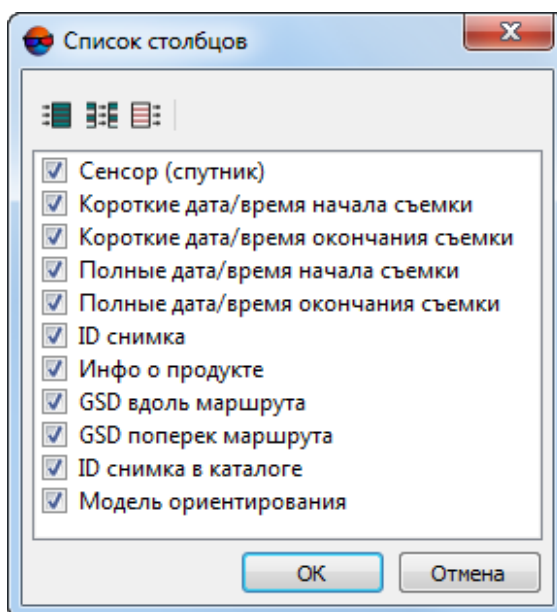 Список столбцов
Сенсор (спутник)
Короткие дата/время начала съемки
Короткие дата/время окончания съемки
Полные дата/время начала съемки
Полные дата/время окончания съемки
ID снимка
Инфо о продукте
GSD вдоль маршрута
GSD поперек маршрута
ID снимка в каталоге
Модель ориентирования
ОК Отмена